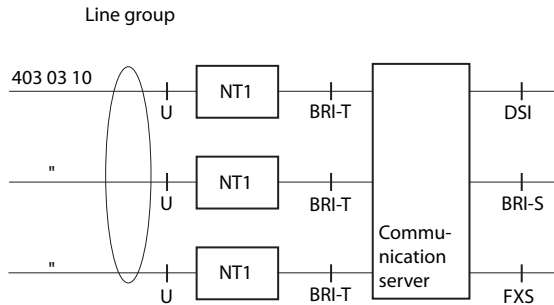 Line group
403 03 10
NT1
U
BRI-T
DSI
"
NT1
U
BRI-T
BRI-S
Commu-
nication
server
"
NT1
U
BRI-T
FXS